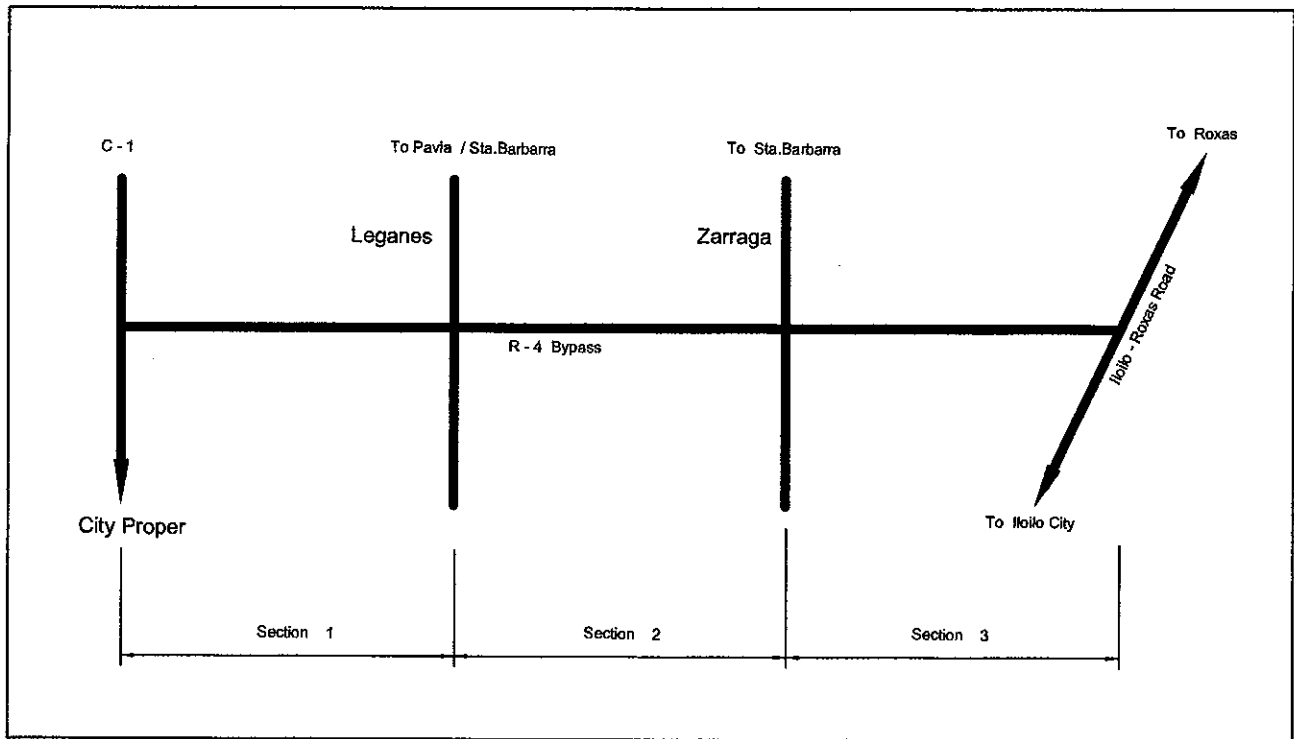 C - 1
To Pavia / Sta.Barbarra
To Sta.Barbarra
To Roxas
Leganes
Zarraga
Iloilo - Roxas Road
R - 4 Bypass
City Proper
To Iloilo City
Section 1
Section 2
Section 3